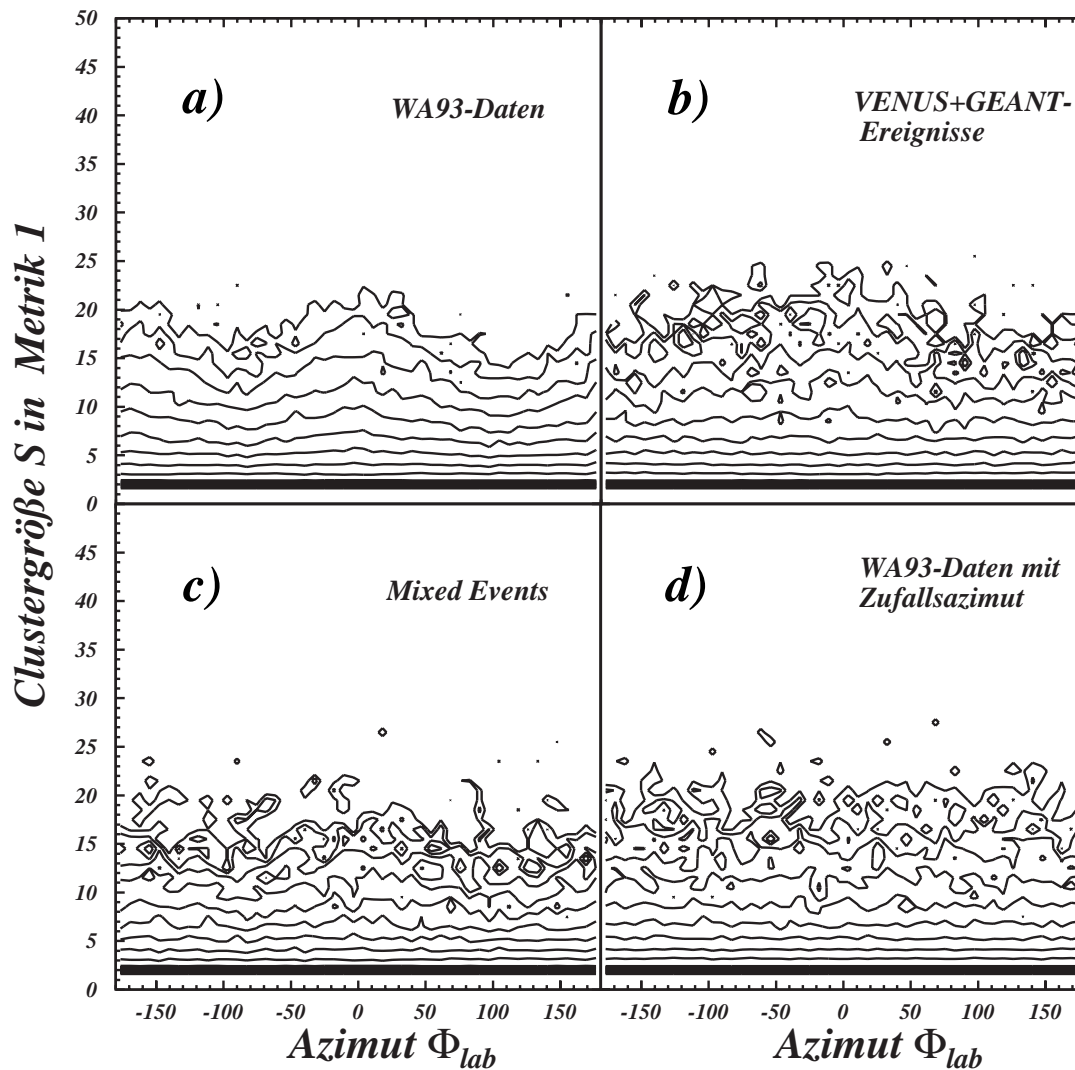 Clustergröße S in Metrik 1
50
45
40
35
30
25
20
15
10
5
0
a)
WA93-Daten
b)
VENUS+GEANT-
Ereignisse
45
40
35
30
25
20
15
10
5
0
c)
Mixed Events
d)
WA93-Daten mit
Zufallsazimut
-150 -100 -50 0 50 100 150
-150 -100 -50 0 50 100 150
Azimut Φlab
Azimut Φlab